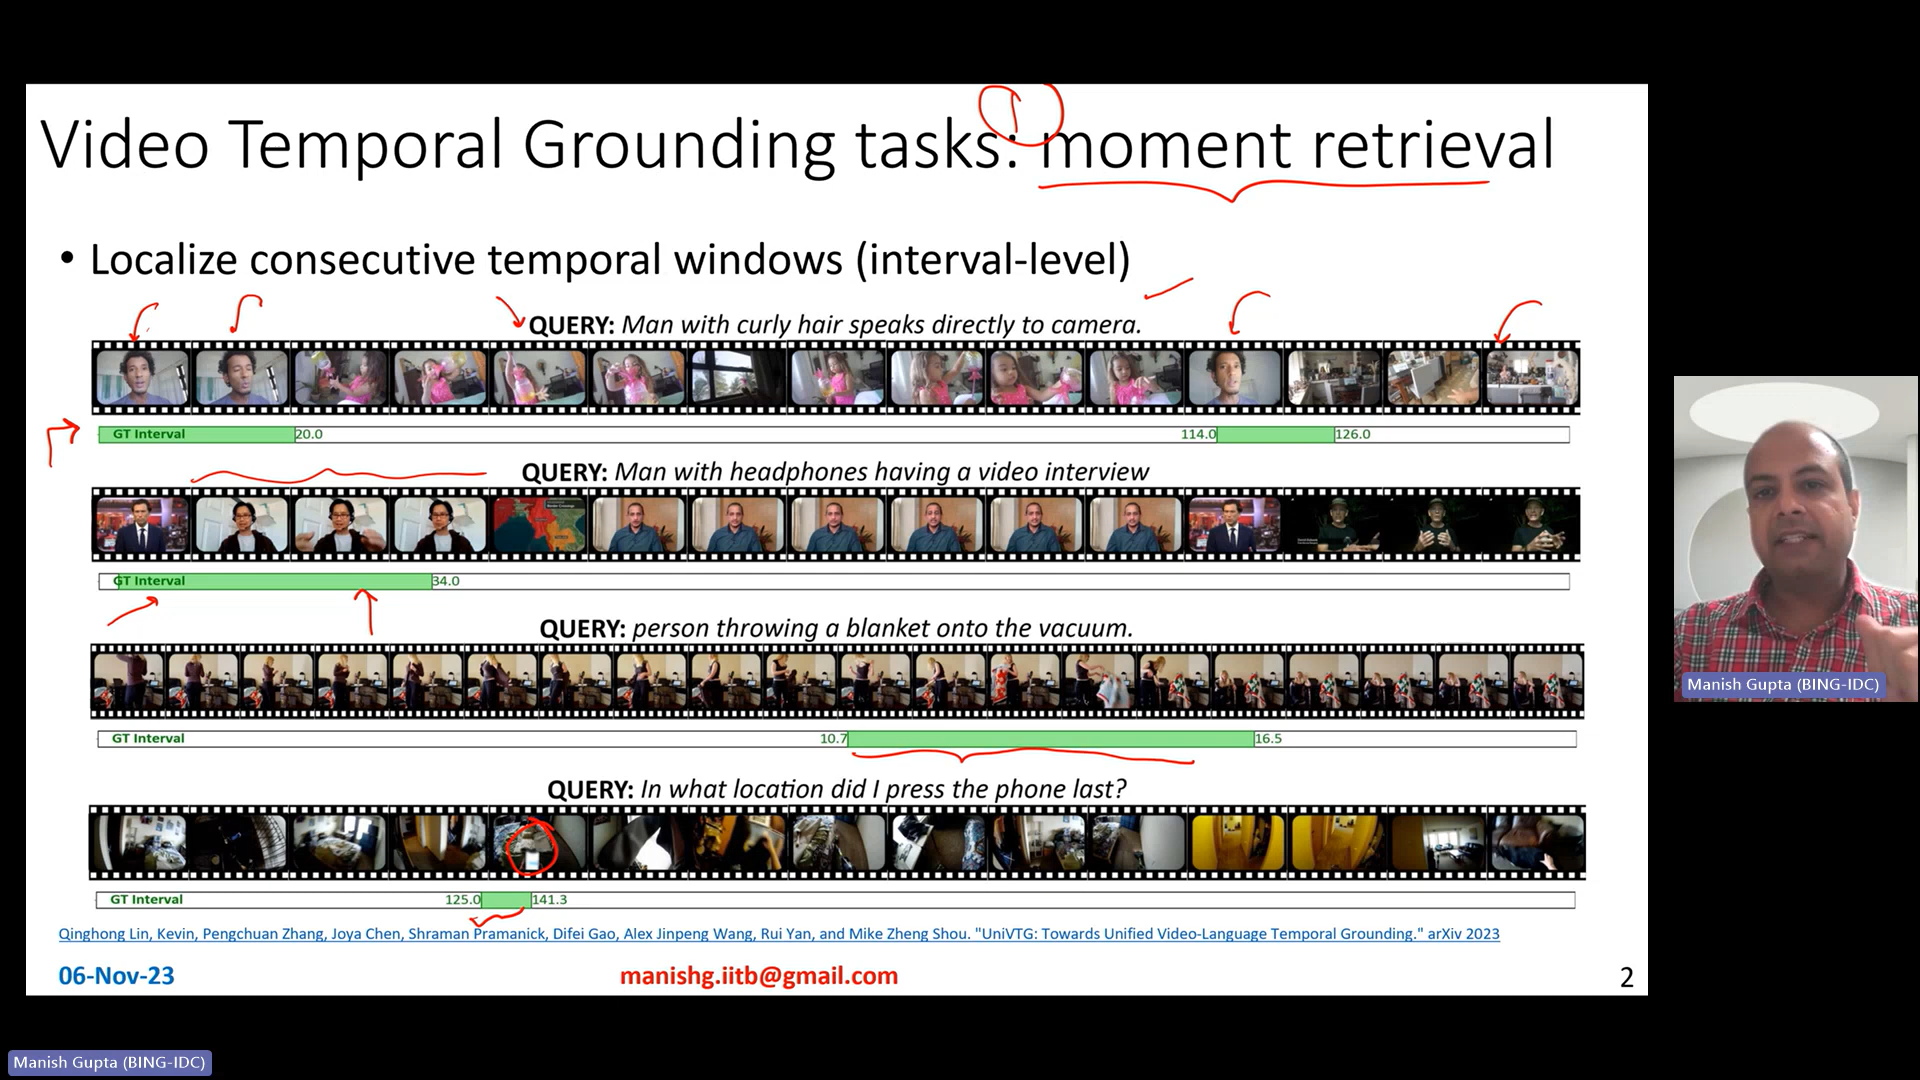 Video Temporal Grounding tasks: moment retrieval
• Localize consecutive temporal windows (interval-level)
QUERY: Man with curly hair speaks directly to camera.
GT Interval 20.0 114.0 126.0
QUERY: Man with headphones having a video interview
GT Interval 34.0
QUERY: person throwing a blanket onto the vacuum.
GT Interval 10.7 16.5
QUERY: In what location did I press the phone last?
GT Interval 125.0 141.3
Qinghong Lin, Kevin, Pengchuan Zhang, Joya Chen, Shraman Pramanick, Difei Gao, Alex Jinpeng Wang, Rui Yan, and Mike Zheng Shou. "UniVTG: Towards Unified Video-Language Temporal Grounding." arXiv 2023
06-Nov-23 manishg.iitb@gmail.com 2
Manish Gupta (BING-IDC)
Manish Gupta (BING-IDC)